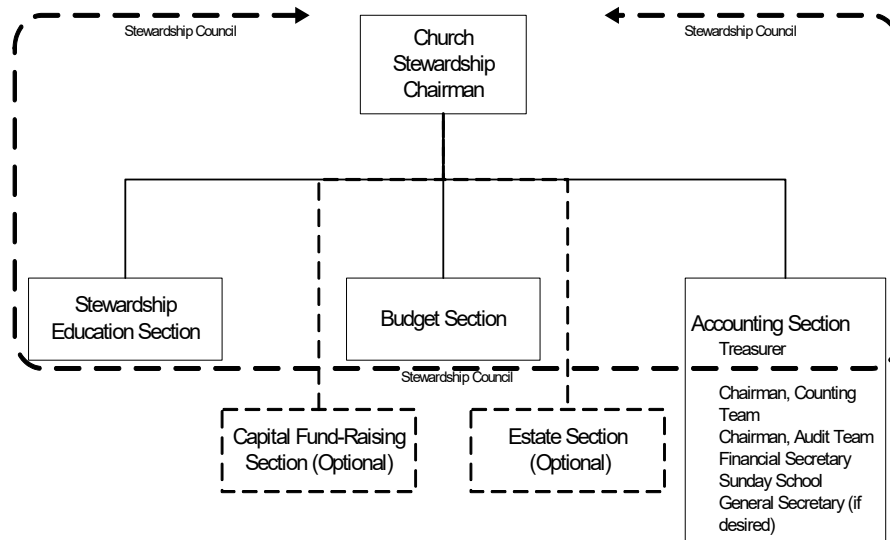 Stewardship Council
Church
Stewardship
Chairman
Stewardship Council
Stewardship
Education Section
Budget Section
Accounting Section
Treasurer
Stewardship Council
Chairman, Counting
Team
Chairman, Audit Team
Financial Secretary
Sunday School
General Secretary (if
desired)
Capital Fund-Raising
Section (Optional)
Estate Section
(Optional)